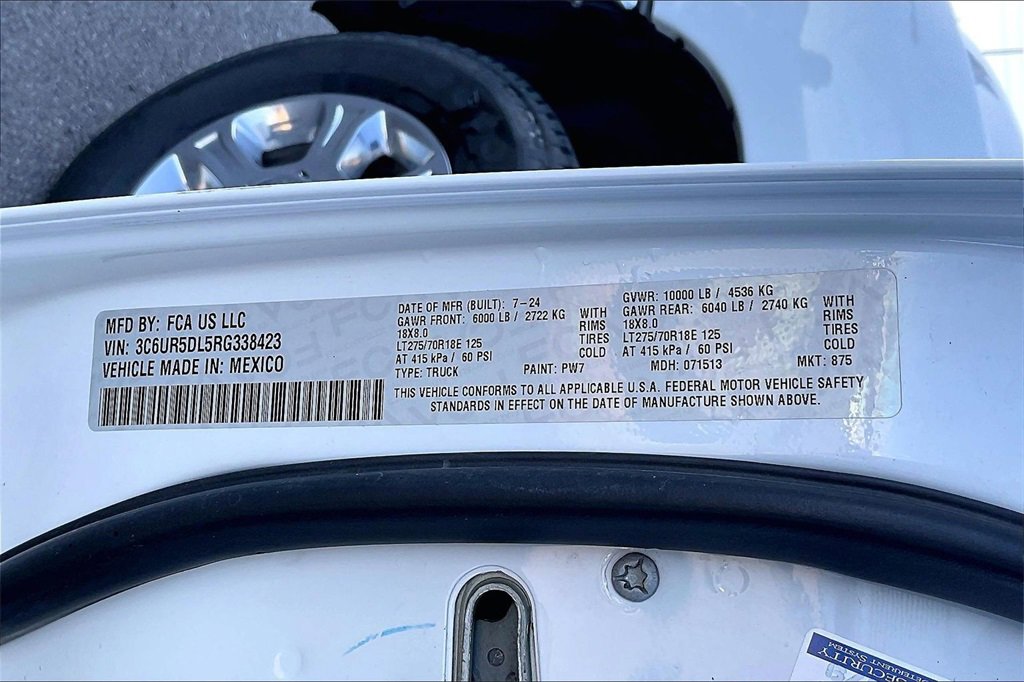 MFD BY: FCA US LLC
VIN: 3C6UR5DL5RG338423
VEHICLE MADE IN: MEXICO
DATE OF MFR (BUILT): 7-24
GAWR FRONT: 6000 LB / 2722 KG WITH
18X8.0 RIMS
LT275/70R18E 125 TIRES
AT 415 kPa / 60 PSI COLD
TYPE: TRUCK PAINT: PW7
GVWR: 10000 LB / 4536 KG
GAWR REAR: 6040 LB / 2740 KG WITH
18X8.0 RIMS
LT275/70R18E 125 TIRES
AT 415 kPa / 60 PSI COLD
MDH: 071513 MKT: 875
THIS VEHICLE CONFORMS TO ALL APPLICABLE U.S.A. FEDERAL MOTOR VEHICLE SAFETY
STANDARDS IN EFFECT ON THE DATE OF MANUFACTURE SHOWN ABOVE.
SECURITY
DETERRENT SYSTEM